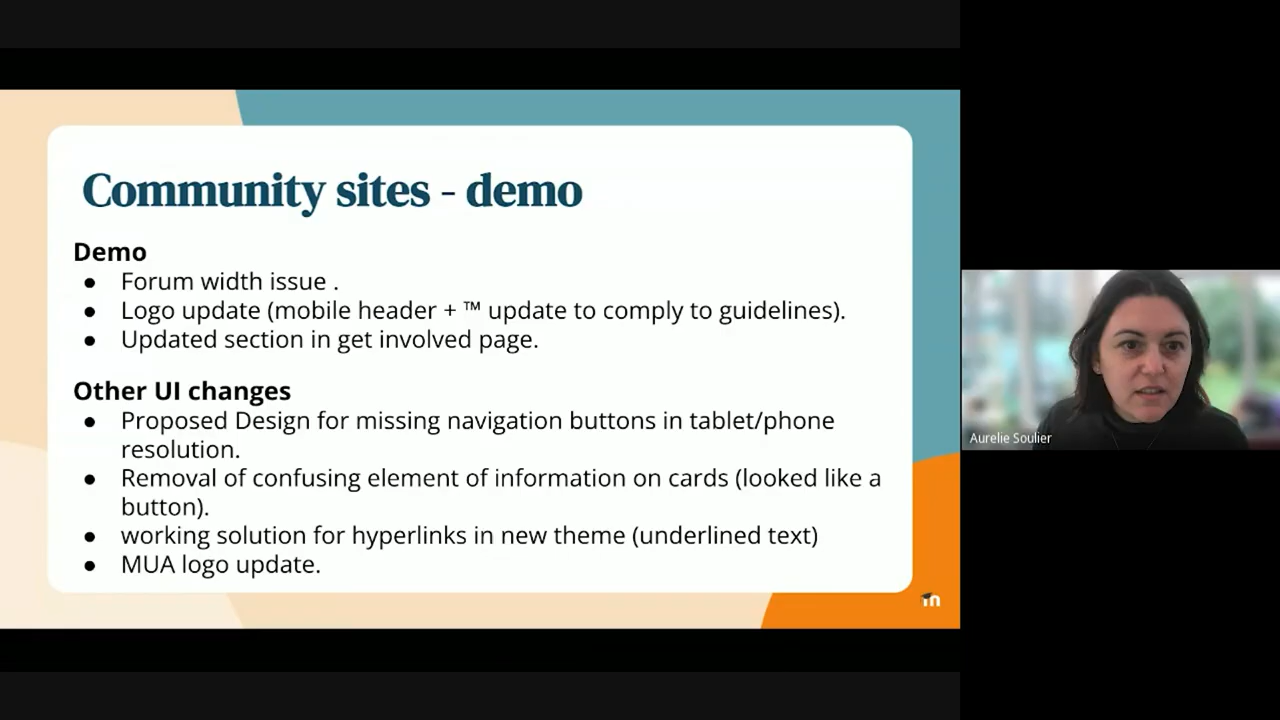 Community sites - demo
Demo
● Forum width issue .
● Logo update (mobile header + ™ update to comply to guidelines).
● Updated section in get involved page.
Other UI changes
● Proposed Design for missing navigation buttons in tablet/phone
resolution.
● Removal of confusing element of information on cards (looked like a
button).
● working solution for hyperlinks in new theme (underlined text)
● MUA logo update.
m
Aurelie Soulier